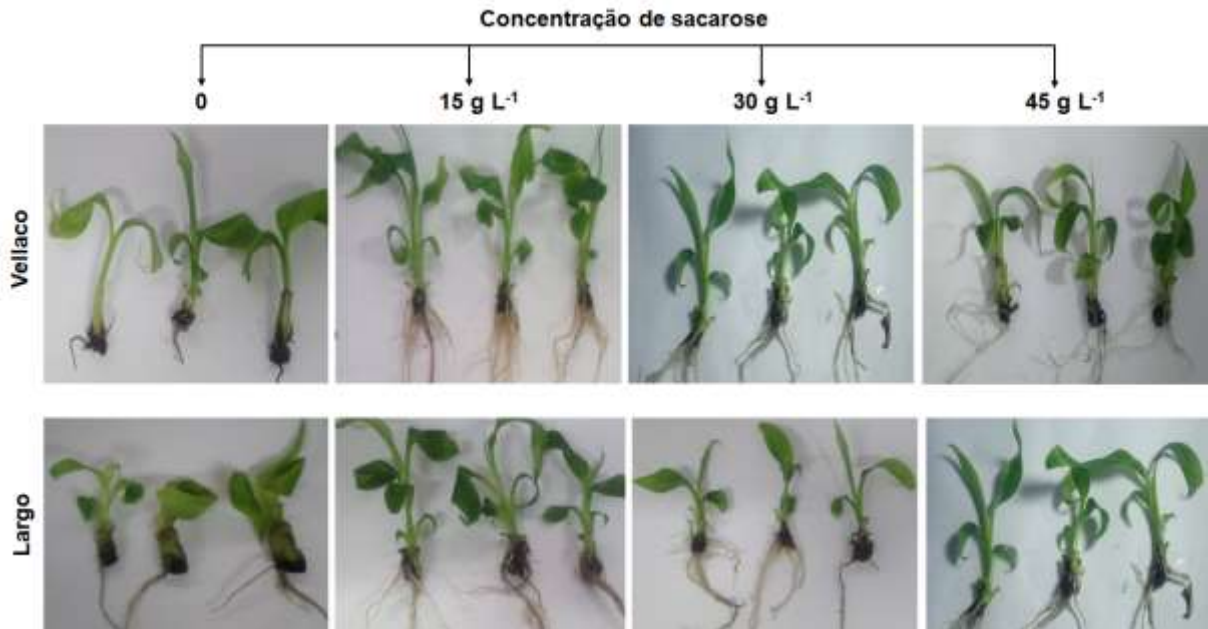 Concentração de sacarose
0
15 g L⁻¹
30 g L⁻¹
45 g L⁻¹
Vellaco
Largo